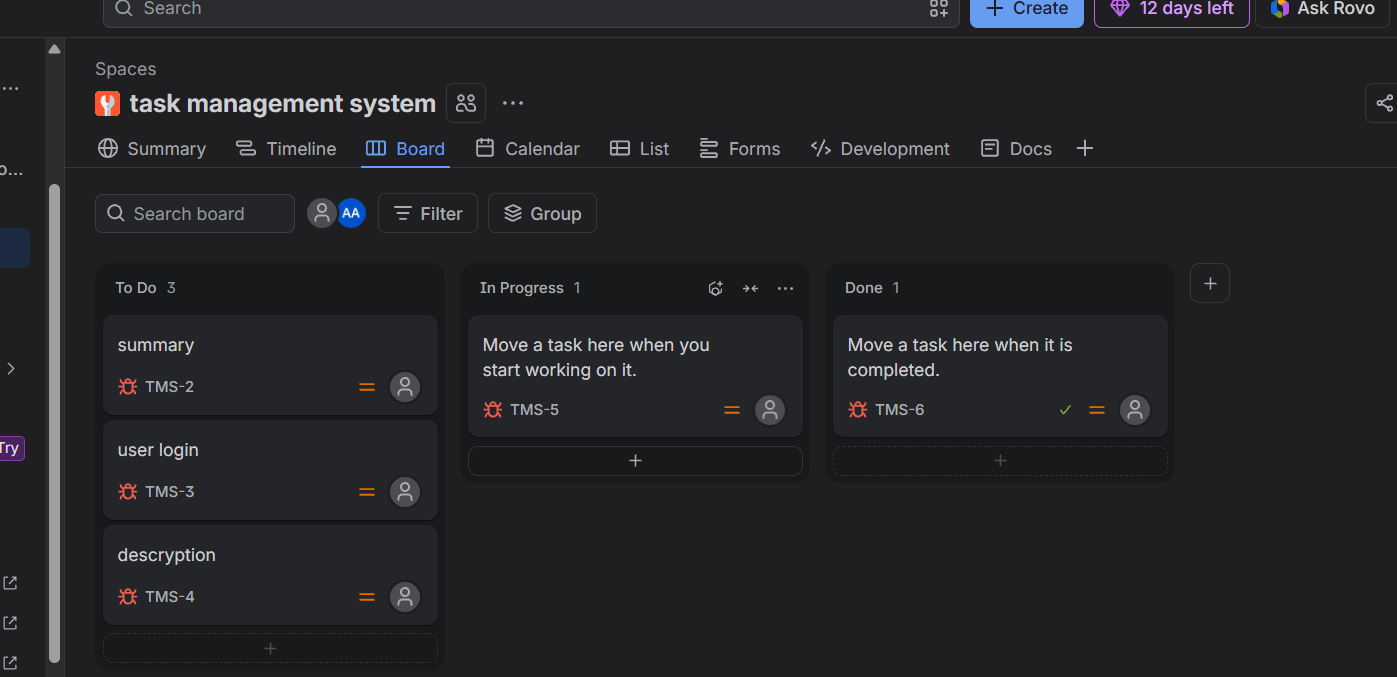 Search
Create
12 days left
Ask Rovo
Spaces
task management system
Summary
Timeline
Board
Calendar
List
Forms
Development
Docs
Search board
AA
Filter
Group
To Do 3
summary
TMS-2
user login
TMS-3
descryption
TMS-4
In Progress 1
Move a task here when you
start working on it.
TMS-5
Done 1
Move a task here when it is
completed.
TMS-6
Try